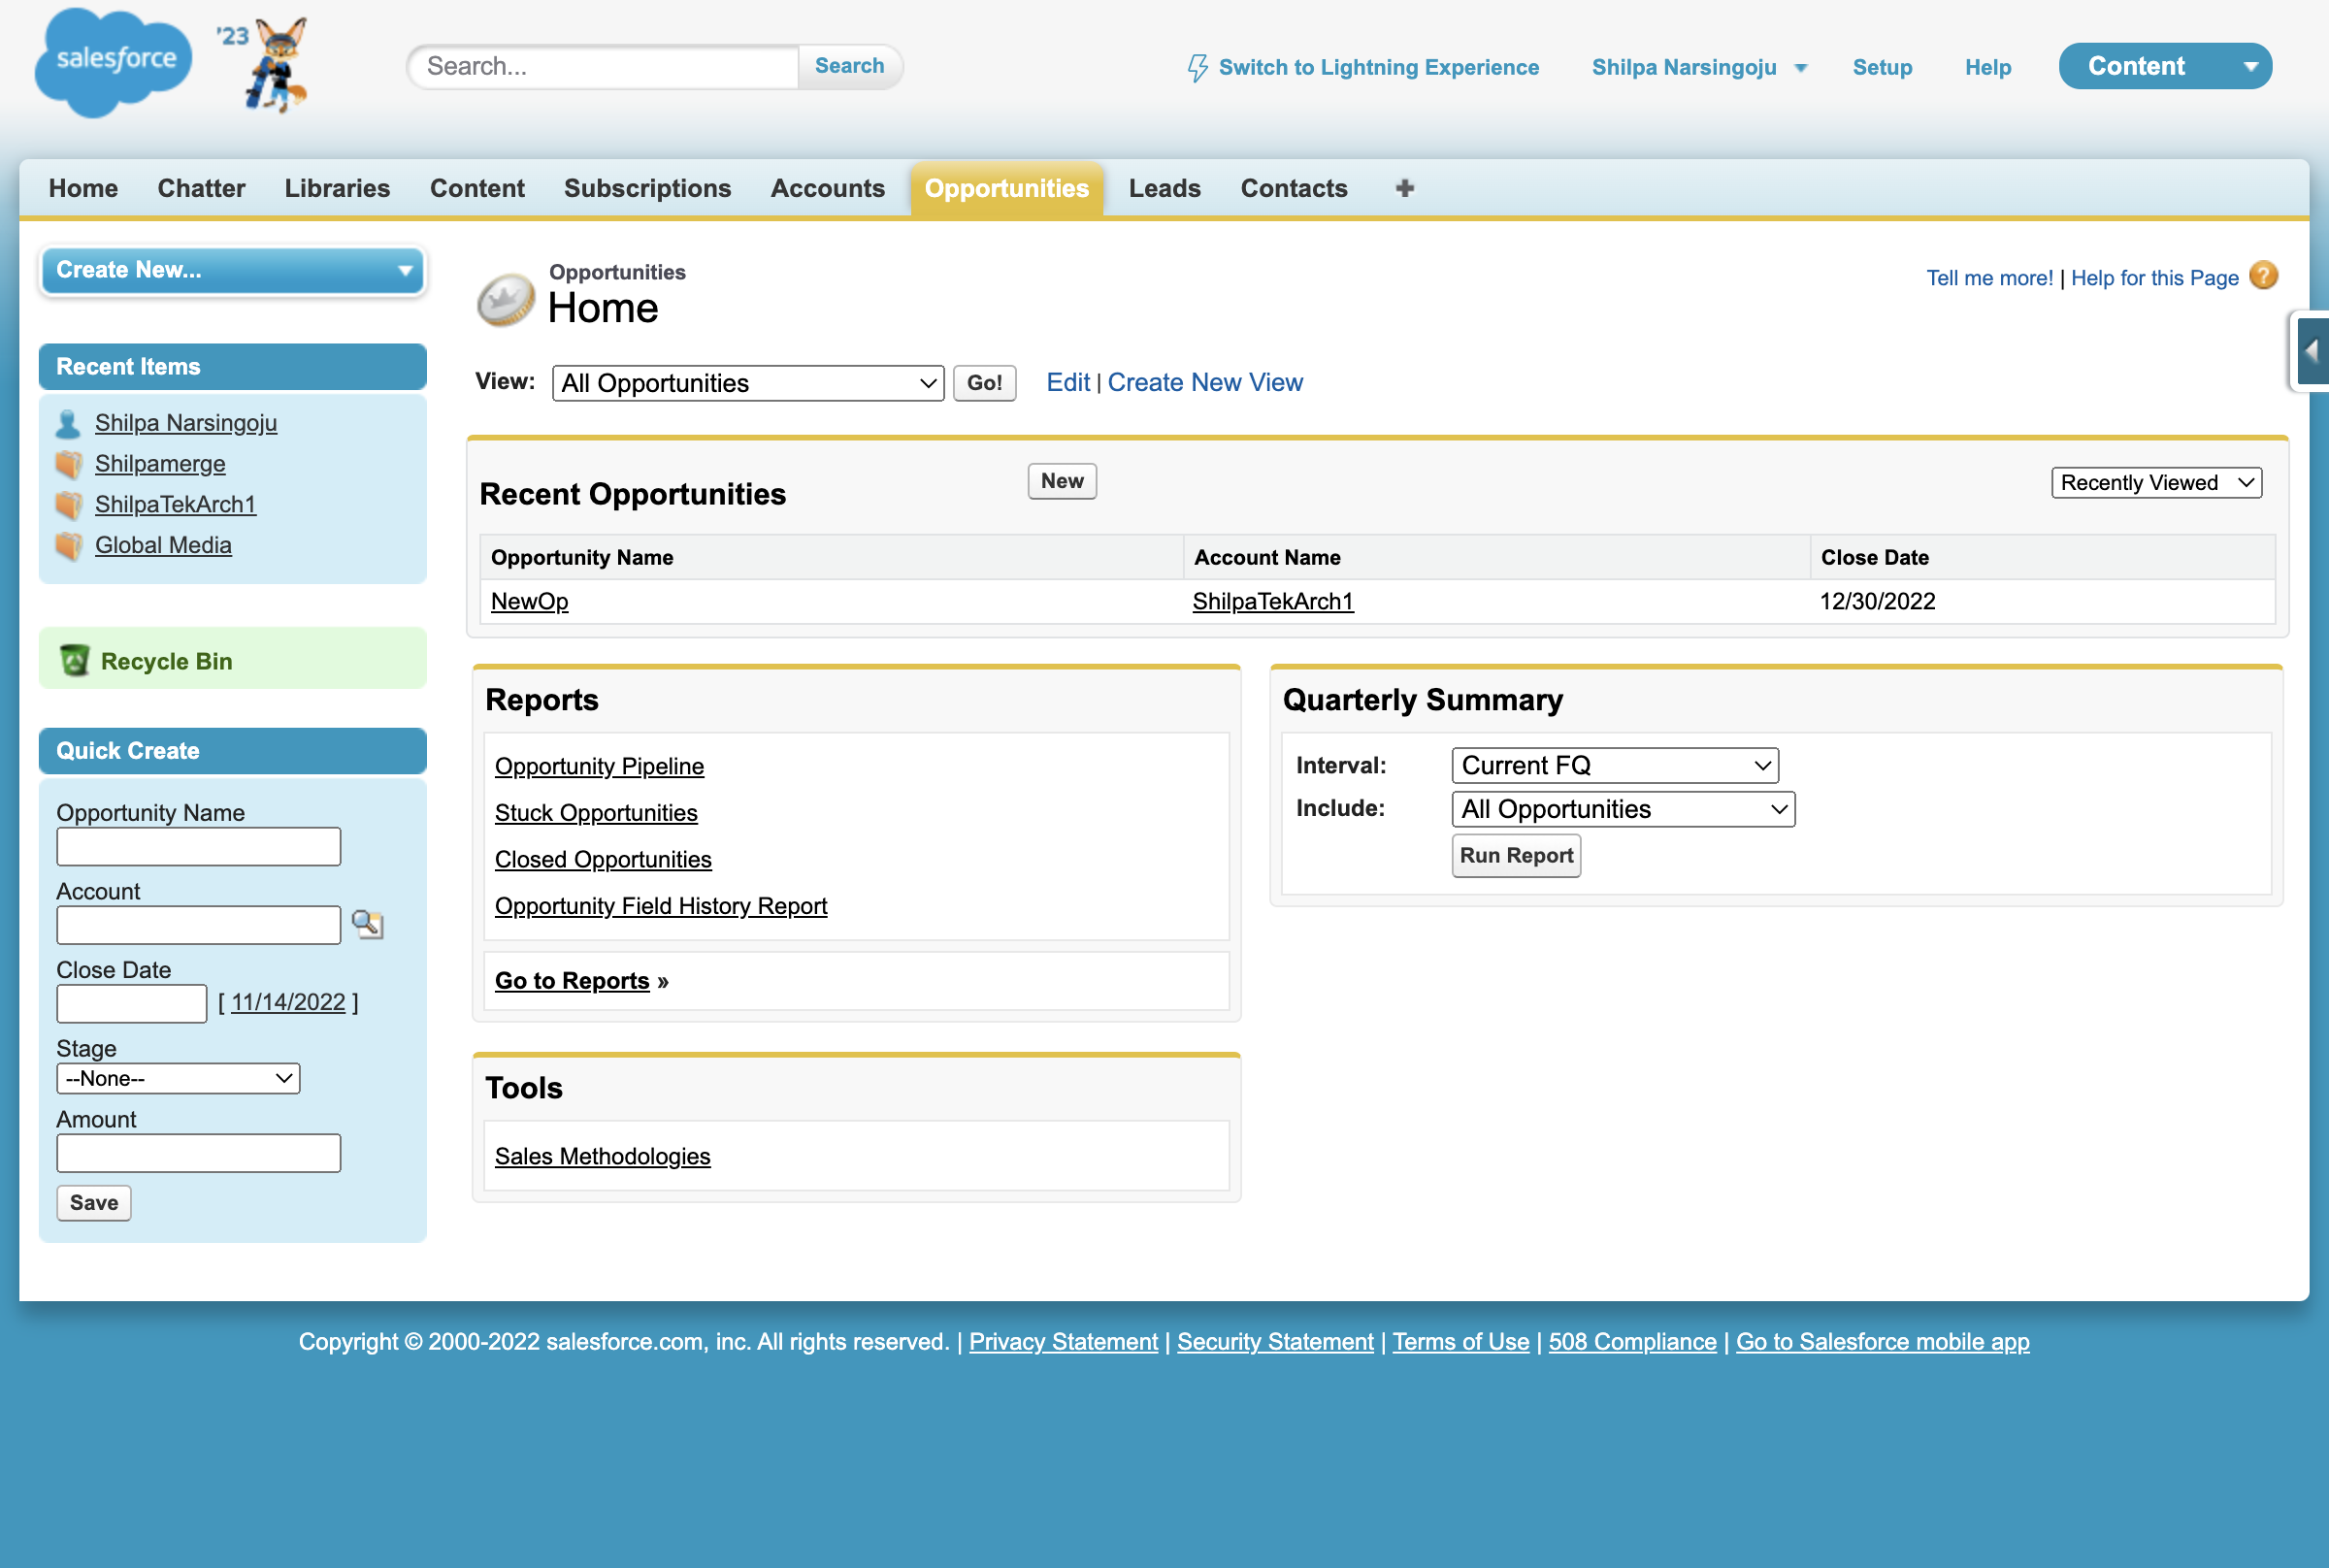 salesforce
'23
Search...
Search
Switch to Lightning Experience
Shilpa Narsingoju
Setup
Help
Content
Home
Chatter
Libraries
Content
Subscriptions
Accounts
Opportunities
Leads
Contacts
Create New...
Recent Items
Shilpa Narsingoju
Shilpamerge
ShilpaTekArch1
Global Media
Recycle Bin
Quick Create
Opportunity Name
Account
Close Date
[ 11/14/2022 ]
Stage
--None--
Amount
Save
Opportunities
Home
Tell me more! | Help for this Page ?
View: All Opportunities Go! Edit | Create New View
Recent Opportunities New Recently Viewed
Opportunity Name Account Name Close Date
NewOp ShilpaTekArch1 12/30/2022
Reports
Opportunity Pipeline
Stuck Opportunities
Closed Opportunities
Opportunity Field History Report
Go to Reports »
Quarterly Summary
Interval: Current FQ
Include: All Opportunities
Run Report
Tools
Sales Methodologies
Copyright © 2000-2022 salesforce.com, inc. All rights reserved. | Privacy Statement | Security Statement | Terms of Use | 508 Compliance | Go to Salesforce mobile app